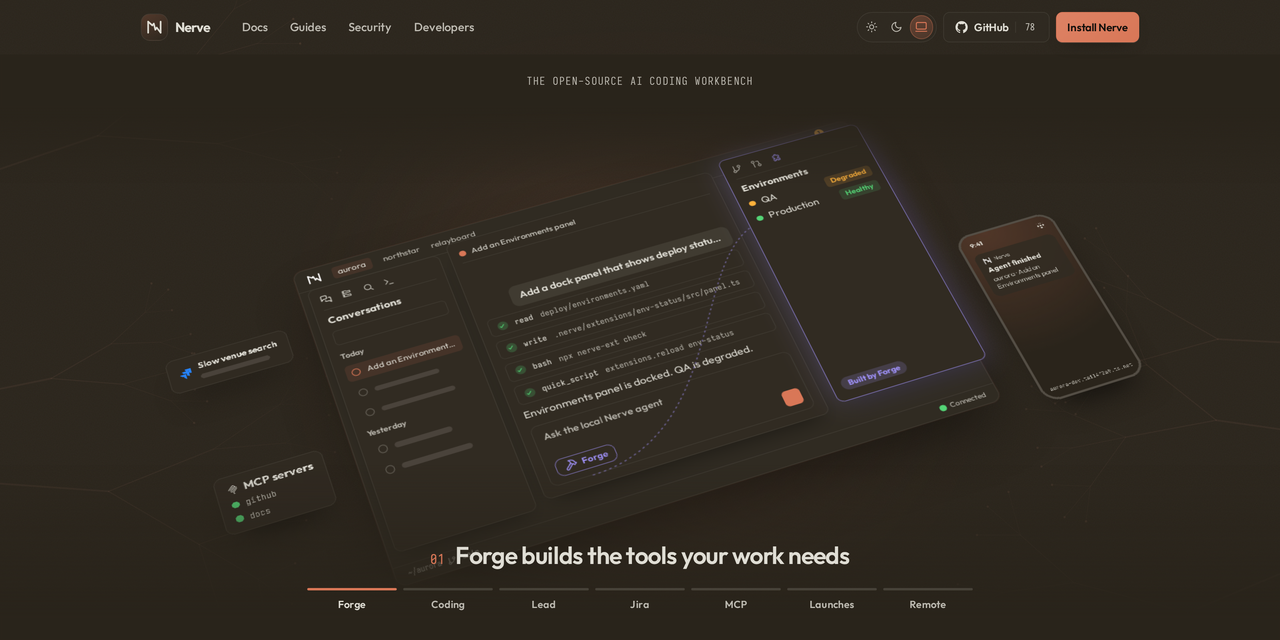 Nerve
Docs
Guides
Security
Developers
GitHub
78
Install Nerve
THE OPEN-SOURCE AI CODING WORKBENCH
aurora
northstar
relayboard
Conversations
Today
Add an Environment...
Yesterday
Add an Environments panel
Add a dock panel that shows deploy statu...
read deploy/environments.yaml
write .nerve/extensions/env-status/src/panel.ts
bash npx nerve-ext check
quick_script extensions.reload env-status
Environments panel is docked. QA is degraded.
Ask the local Nerve agent
Forge
Environments
QA
Degraded
Production
Healthy
Built by Forge
Connected
9:41
Nerve
Agent finished
aurora · Add an
Environments panel
Slow venue search
MCP servers
github
docs
01 Forge builds the tools your work needs
Forge
Coding
Lead
Jira
MCP
Launches
Remote